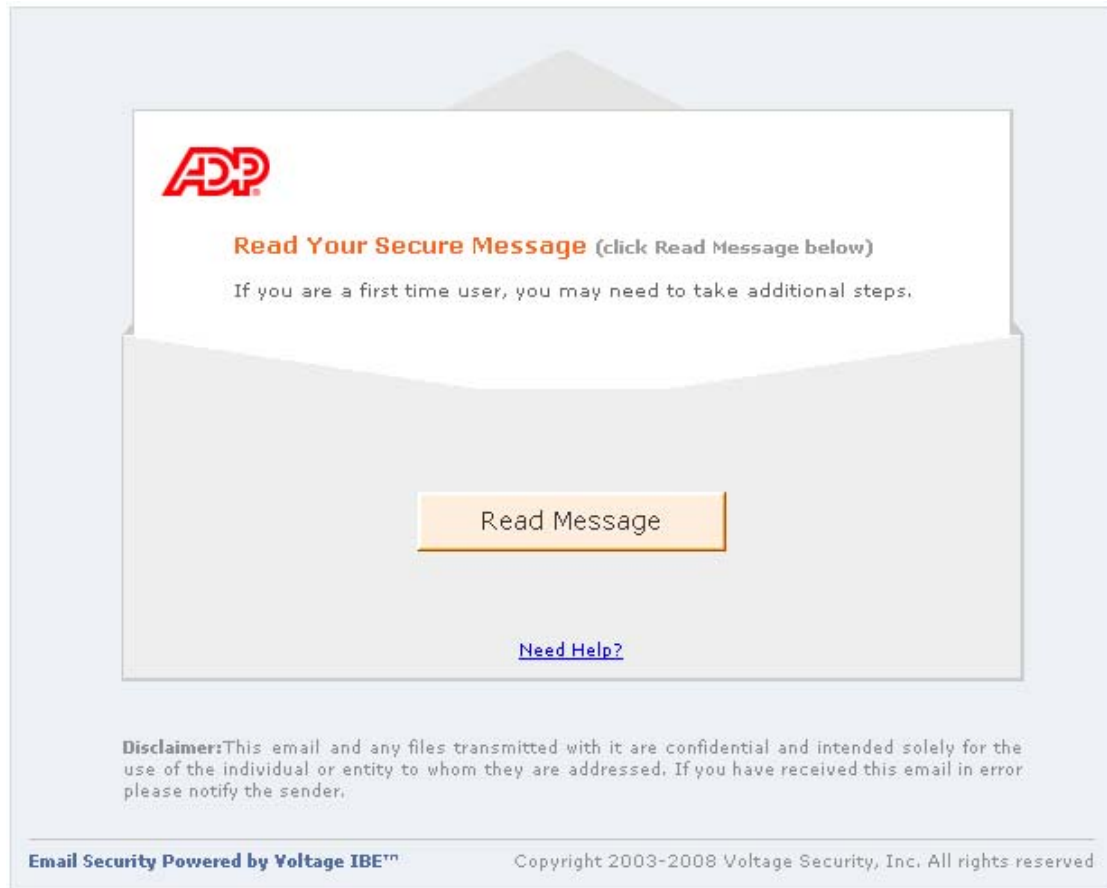 ADP®
Read Your Secure Message (click Read Message below)
If you are a first time user, you may need to take additional steps.
Read Message
Need Help?
Disclaimer:This email and any files transmitted with it are confidential and intended solely for the
use of the individual or entity to whom they are addressed. If you have received this email in error
please notify the sender.
Email Security Powered by Voltage IBE™ Copyright 2003-2008 Voltage Security, Inc. All rights reserved